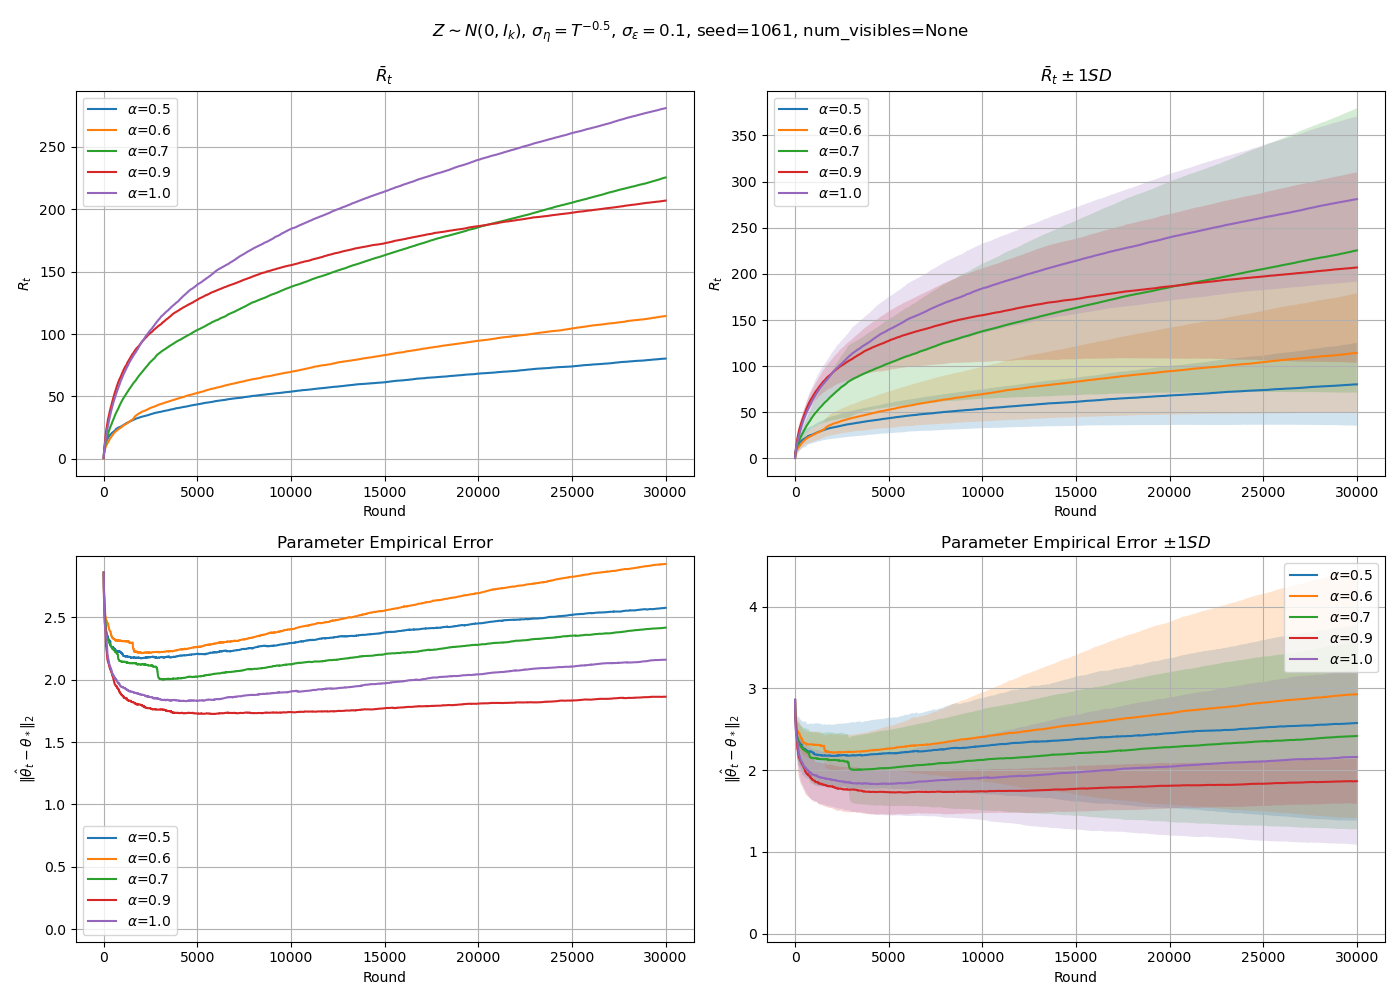 Z ∼ N(0, I_k), σ_η = T^{−0.5}, σ_ε = 0.1, seed=1061, num_visibles=None
R̄_t
R_t
250
200
150
100
50
0
α=0.5
α=0.6
α=0.7
α=0.9
α=1.0
0 5000 10000 15000 20000 25000 30000
Round
R̄_t ± 1SD
R_t
350
300
250
200
150
100
50
0
α=0.5
α=0.6
α=0.7
α=0.9
α=1.0
0 5000 10000 15000 20000 25000 30000
Round
Parameter Empirical Error
‖θ̂_t − θ_*‖_2
2.5
2.0
1.5
1.0
0.5
0.0
α=0.5
α=0.6
α=0.7
α=0.9
α=1.0
0 5000 10000 15000 20000 25000 30000
Round
Parameter Empirical Error ±1SD
‖θ̂_t − θ_*‖_2
4
3
2
1
0
α=0.5
α=0.6
α=0.7
α=0.9
α=1.0
0 5000 10000 15000 20000 25000 30000
Round